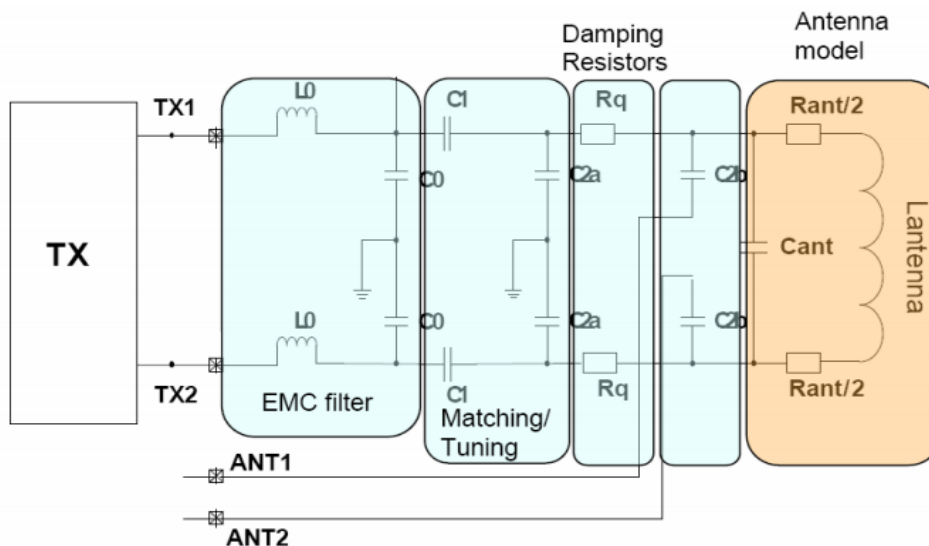 Damping
Resistors
Antenna
model
TX1
L0
C1
Rq
Rant/2
C0
C2a
C2b
TX
Cant
Lantenna
L0
C0
C2a
C2b
TX2
EMC filter
C1
Matching/
Tuning
Rq
Rant/2
ANT1
ANT2